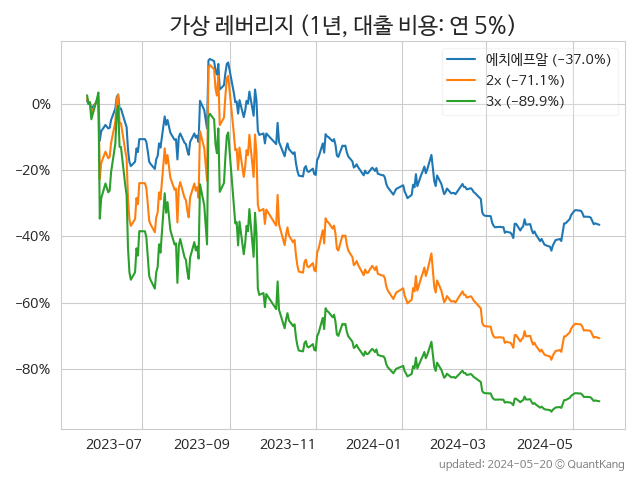 가상 레버리지 (1년, 대출 비용: 연 5%)
에치에프알 (−37.0%)
2x (−71.1%)
3x (−89.9%)
0%
−20%
−40%
−60%
−80%
2023−07 2023−09 2023−11 2024−01 2024−03 2024−05
updated: 2024−05−20 © QuantKang